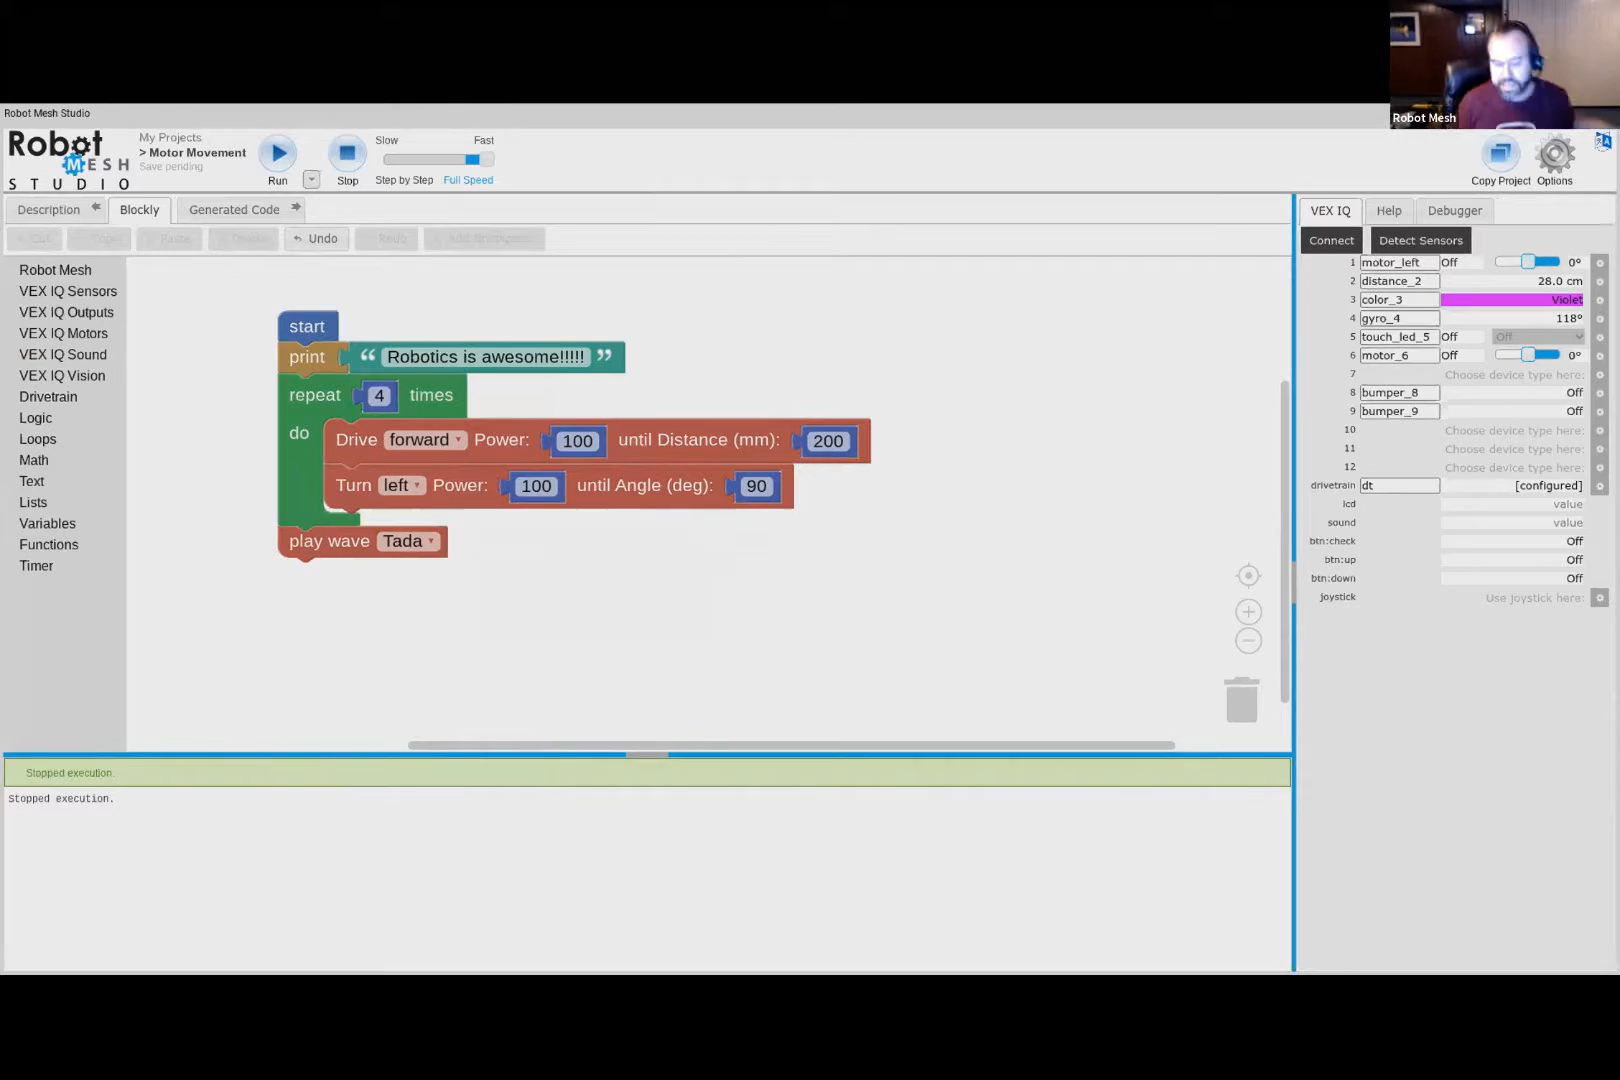 Robot Mesh
Robot Mesh Studio
Robot
MESH
STUDIO
My Projects
> Motor Movement
Save pending
Run
Stop
Slow Fast
Step by Step Full Speed
Copy Project
Options
Description
Blockly
Generated Code
Cut
Copy
Paste
Delete
Undo
Redo
Robot Mesh
VEX IQ Sensors
VEX IQ Outputs
VEX IQ Motors
VEX IQ Sound
VEX IQ Vision
Drivetrain
Logic
Loops
Math
Text
Lists
Variables
Functions
Timer
start
print “ Robotics is awesome!!!!! ”
repeat 4 times
do
Drive forward Power: 100 until Distance (mm): 200
Turn left Power: 100 until Angle (deg): 90
play wave Tada
Stopped execution.
Stopped execution.
VEX IQ Help Debugger
Connect Detect Sensors
1 motor_left Off 0°
2 distance_2 28.0 cm
3 color_3 Violet
4 gyro_4 118°
5 touch_led_5 Off Off
6 motor_6 Off 0°
7 Choose device type here:
8 bumper_8 Off
9 bumper_9 Off
10 Choose device type here:
11 Choose device type here:
12 Choose device type here:
drivetrain dt [configured]
lcd value
sound value
btn:check Off
btn:up Off
btn:down Off
joystick Use joystick here: